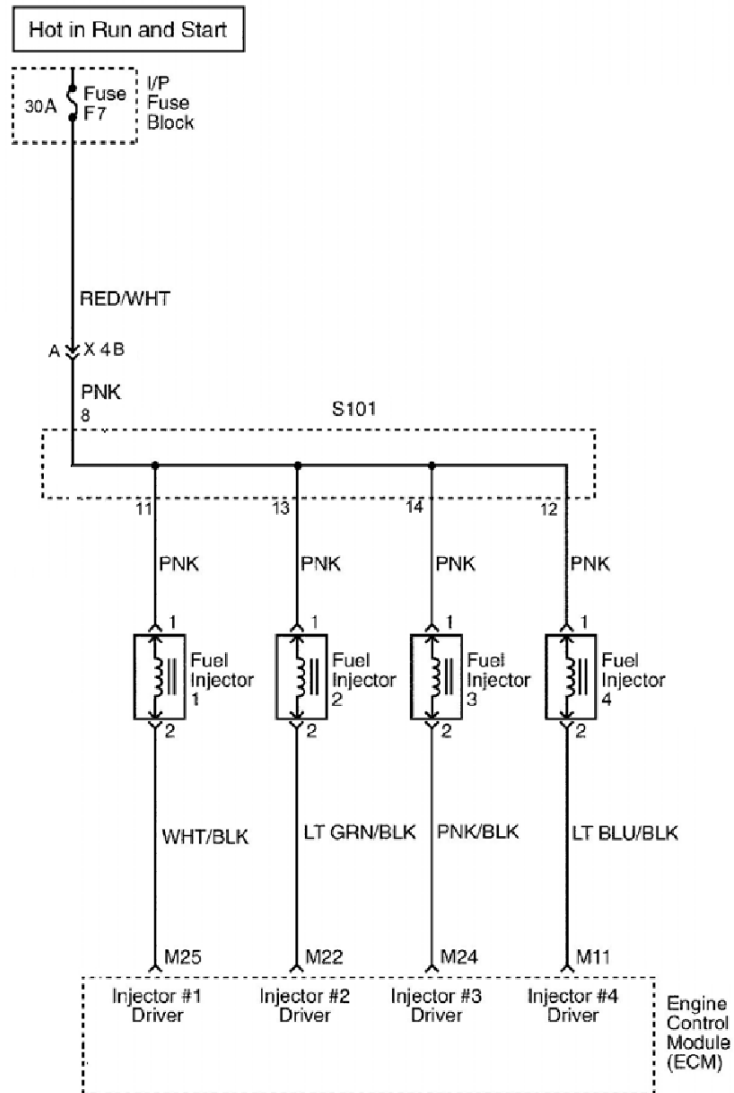 Hot in Run and Start
30A
Fuse
F7
I/P
Fuse
Block
RED/WHT
A
X 4B
PNK
8
S101
11
13
14
12
PNK
PNK
PNK
PNK
1
1
1
1
Fuel
Injector
1
Fuel
Injector
2
Fuel
Injector
3
Fuel
Injector
4
2
2
2
2
WHT/BLK
LT GRN/BLK
PNK/BLK
LT BLU/BLK
M25
M22
M24
M11
Injector #1
Driver
Injector #2
Driver
Injector #3
Driver
Injector #4
Driver
Engine
Control
Module
(ECM)